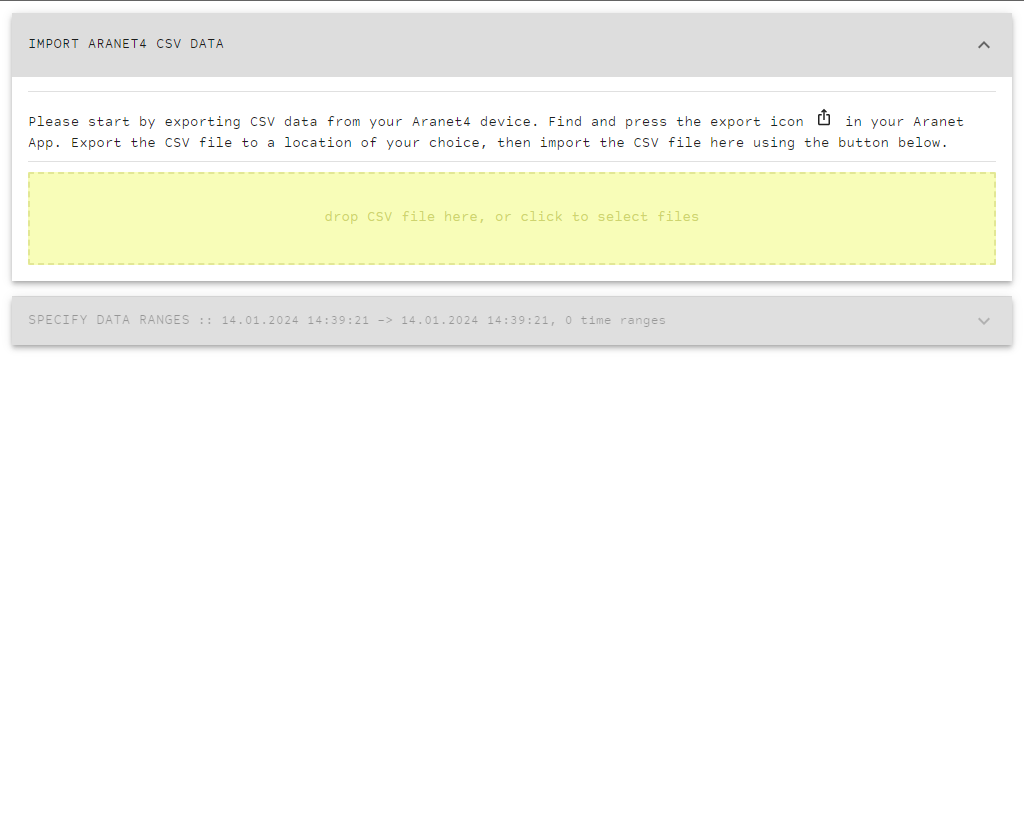 IMPORT ARANET4 CSV DATA
Please start by exporting CSV data from your Aranet4 device. Find and press the export icon in your Aranet
App. Export the CSV file to a location of your choice, then import the CSV file here using the button below.
drop CSV file here, or click to select files
SPECIFY DATA RANGES :: 14.01.2024 14:39:21 –> 14.01.2024 14:39:21, 0 time ranges